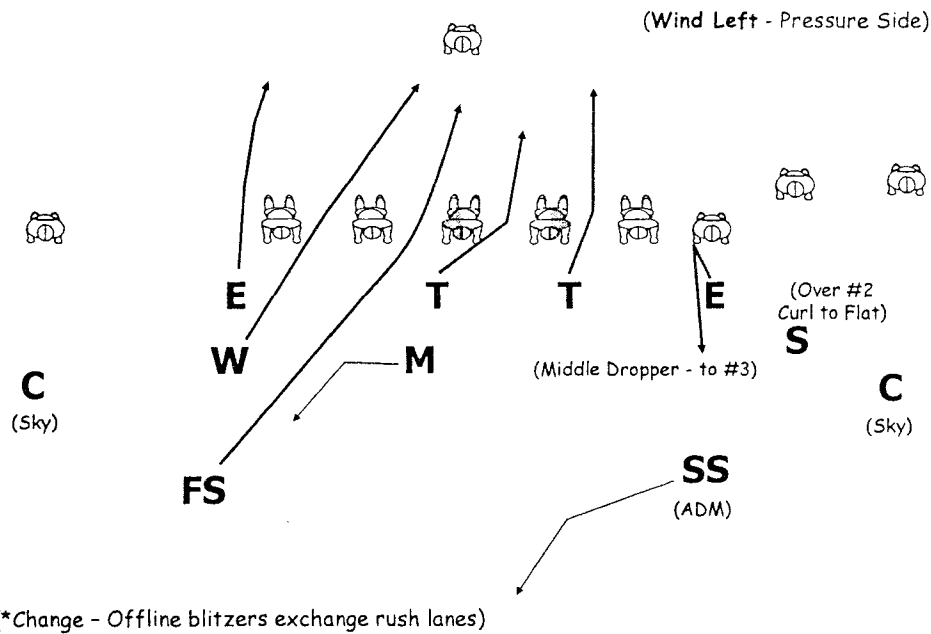 (Wind Left - Pressure Side)
E
T
T
E
(Over #2
Curl to Flat)
S
W
M
(Middle Dropper - to #3)
C
(Sky)
C
(Sky)
FS
SS
(ADM)
(*Change - Offline blitzers exchange rush lanes)